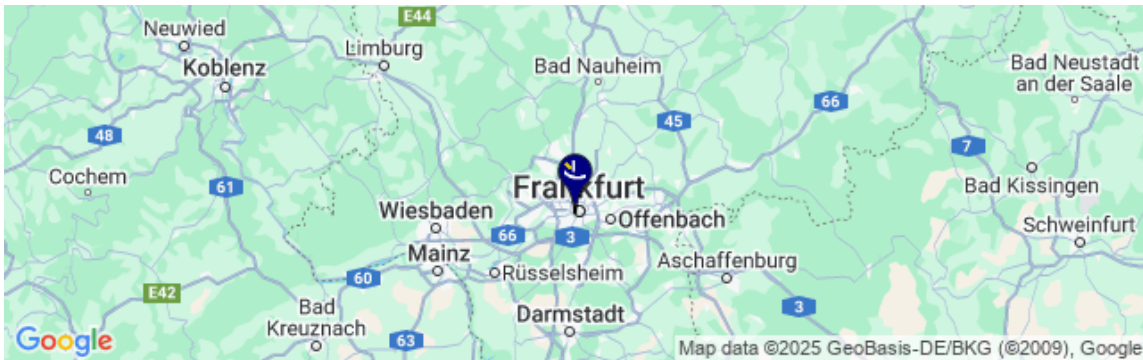 E44
Neuwied
Limburg
Koblenz
Bad Nauheim
Bad Neustadt
an der Saale
66
45
48
7
Cochem
61
Bad Kissingen
Frankfurt
Wiesbaden
Offenbach
66
3
Schweinfurt
Mainz
Rüsselsheim
Aschaffenburg
60
E42
3
Bad
Kreuznach
Darmstadt
63
Google
Map data ©2025 GeoBasis-DE/BKG (©2009), Google